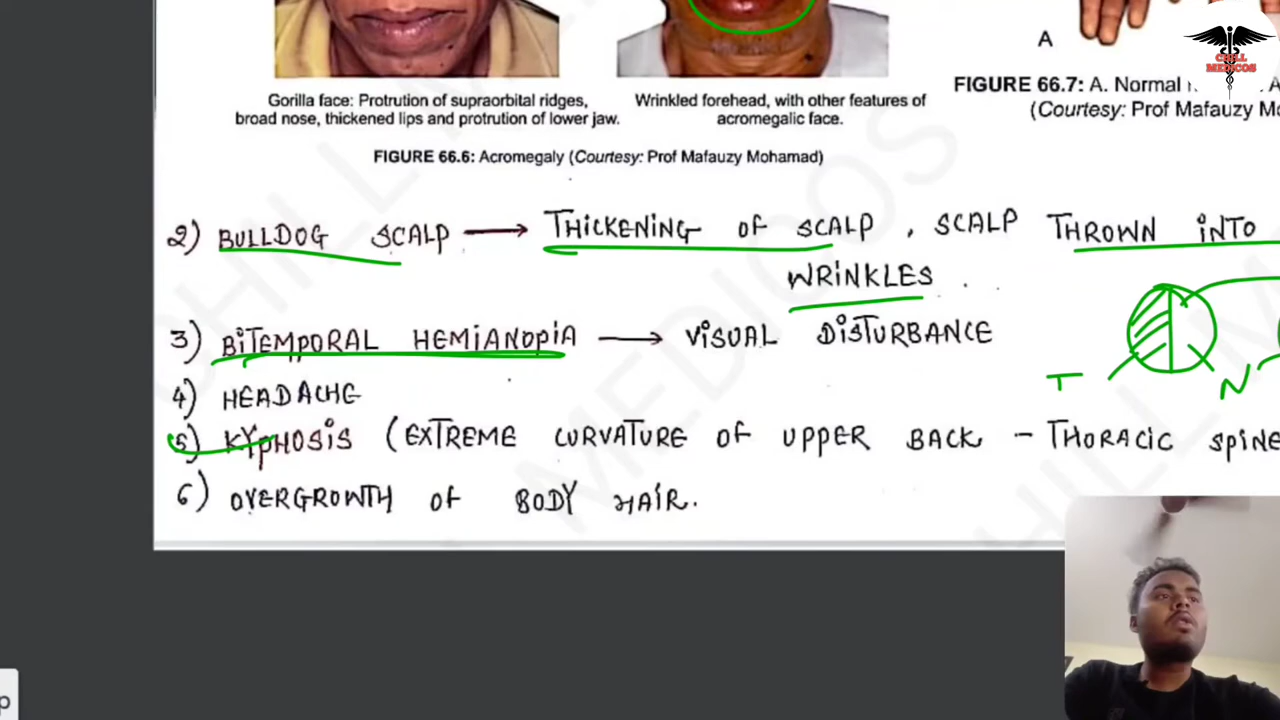 A
CHILL
MEDICOS
FIGURE 66.7: A. Normal
(Courtesy: Prof Mafauzy
Gorilla face: Protrution of supraorbital ridges,
broad nose, thickened lips and protrution of lower jaw.
Wrinkled forehead, with other features of
acromegalic face.
FIGURE 66.6: Acromegaly (Courtesy: Prof Mafauzy Mohamad)
2) BULLDOG SCALP → THICKENING OF SCALP , SCALP THROWN INTO
WRINKLES .
3) BITEMPORAL HEMIANOPIA → VISUAL DISTURBANCE
T
N
4) HEADACHE
5) KYPHOSIS (EXTREME CURVATURE OF UPPER BACK - THORACIC SPINE
6) OVERGROWTH OF BODY HAIR.